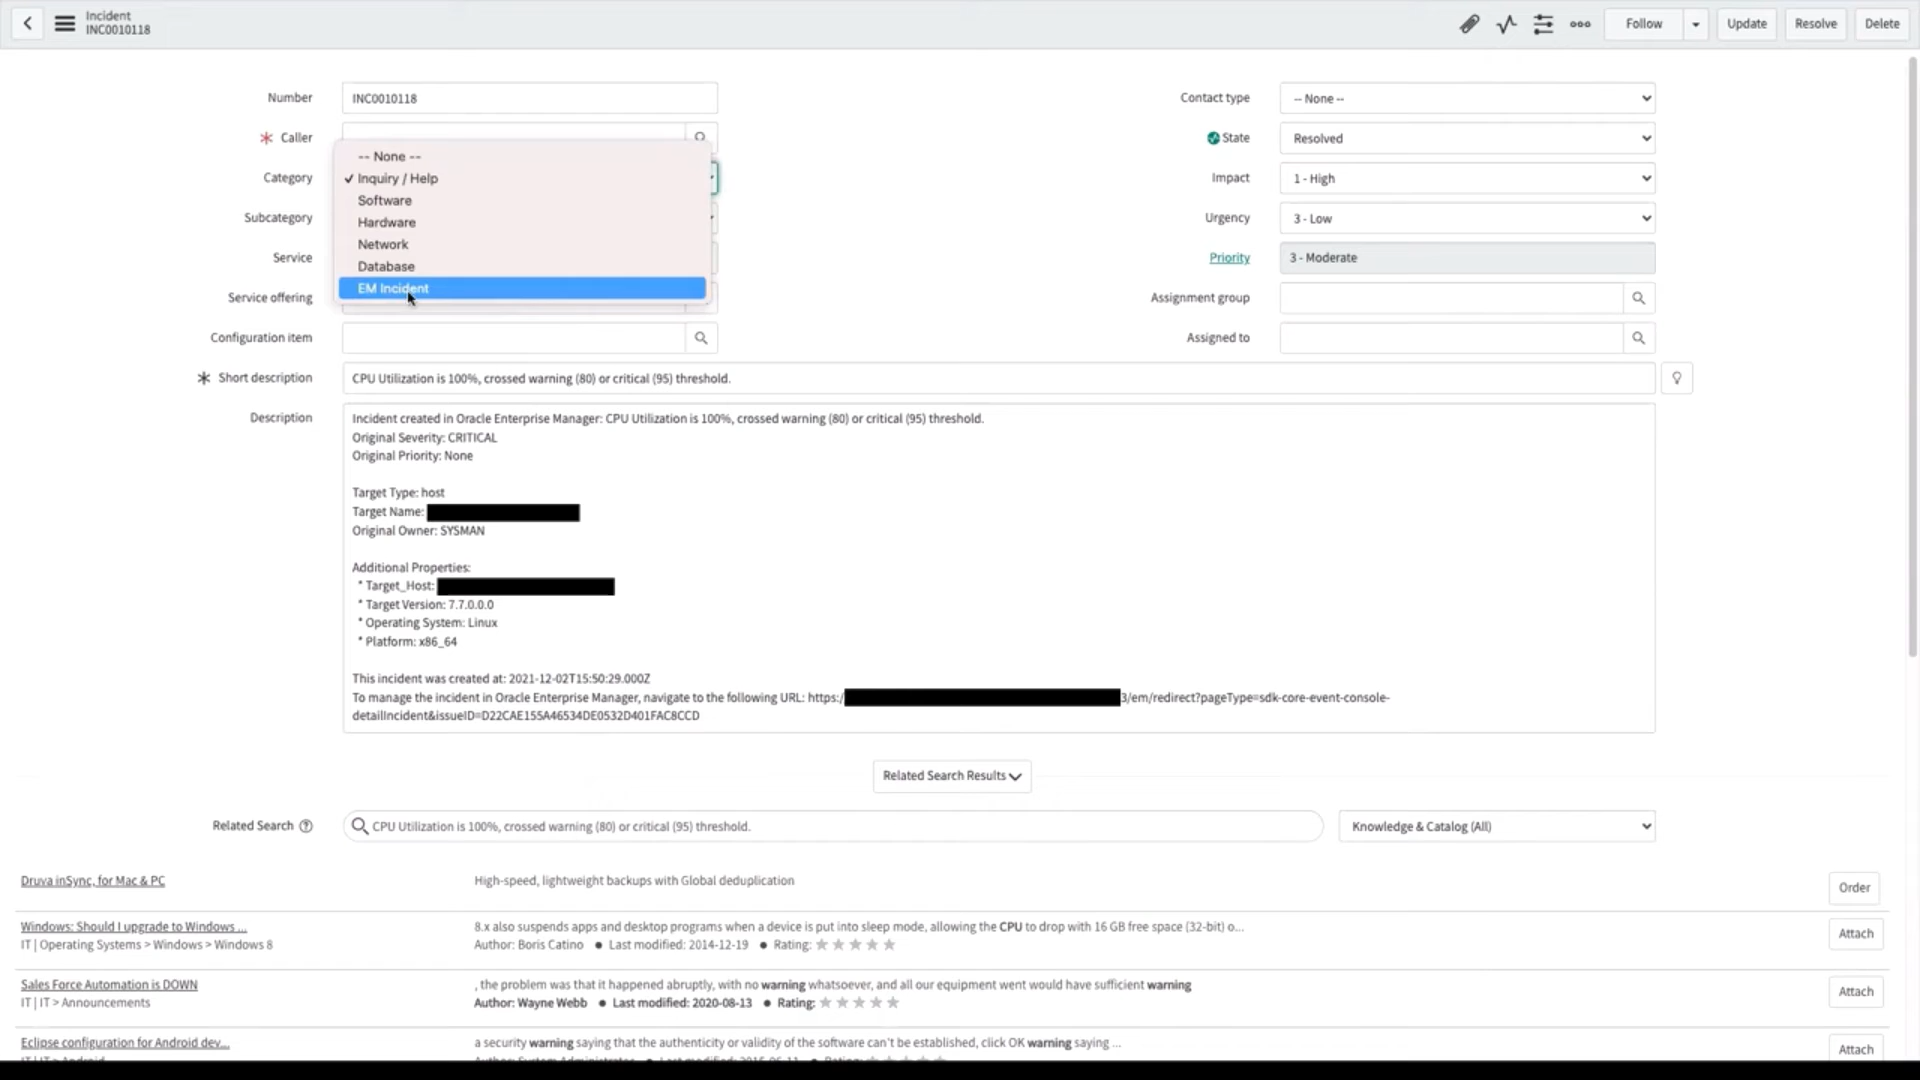 Incident
INC0010118
Follow
Update
Resolve
Delete
Number
INC0010118
Contact type
-- None --
* Caller
State
Resolved
Category
-- None --
✓ Inquiry / Help
Software
Hardware
Network
Database
EM Incident
Impact
1 - High
Subcategory
Urgency
3 - Low
Service
Priority
3 - Moderate
Service offering
Assignment group
Configuration item
Assigned to
* Short description
CPU Utilization is 100%, crossed warning (80) or critical (95) threshold.
Description
Incident created in Oracle Enterprise Manager: CPU Utilization is 100%, crossed warning (80) or critical (95) threshold.
Original Severity: CRITICAL
Original Priority: None
Target Type: host
Target Name:
Original Owner: SYSMAN
Additional Properties:
* Target_Host:
* Target Version: 7.7.0.0.0
* Operating System: Linux
* Platform: x86_64
This incident was created at: 2021-12-02T15:50:29.000Z
To manage the incident in Oracle Enterprise Manager, navigate to the following URL: https:/ 3/em/redirect?pageType=sdk-core-event-console-
detailIncident&issueID=D22CAE155A46534DE0532D401FAC8CCD
Related Search Results
Related Search
CPU Utilization is 100%, crossed warning (80) or critical (95) threshold.
Knowledge & Catalog (All)
Druva inSync, for Mac & PC
High-speed, lightweight backups with Global deduplication
Order
Windows: Should I upgrade to Windows ...
8.x also suspends apps and desktop programs when a device is put into sleep mode, allowing the CPU to drop with 16 GB free space (32-bit) o...
IT | Operating Systems > Windows > Windows 8
Author: Boris Catino ● Last modified: 2014-12-19 ● Rating: ★ ★ ★ ★ ★
Attach
Sales Force Automation is DOWN
, the problem was that it happened abruptly, with no warning whatsoever, and all our equipment went would have sufficient warning
IT | IT > Announcements
Author: Wayne Webb ● Last modified: 2020-08-13 ● Rating: ★ ★ ★ ★ ★
Attach
Eclipse configuration for Android dev...
a security warning saying that the authenticity or validity of the software can't be established, click OK warning saying ...
Attach